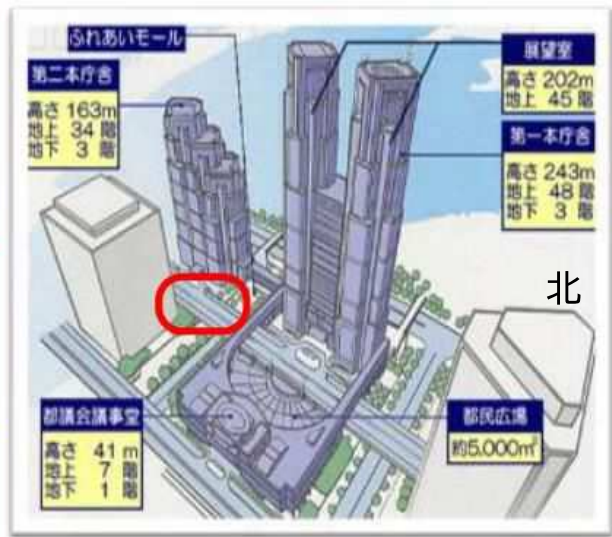 ふれあいモール
第二本庁舎
高さ 163m
地上 34 階
地下 3 階
展望室
高さ 202m
地上 45 階
第一本庁舎
高さ 243m
地上 48 階
地下 3 階
北
都議会議事堂
高さ 41 m
地上 7 階
地下 1 階
都民広場
約5,000㎡